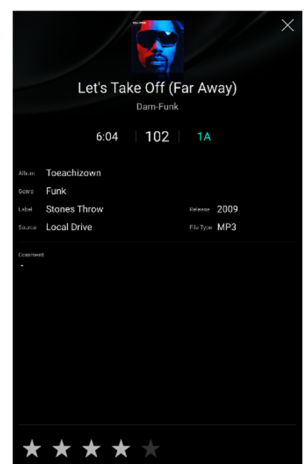 Let's Take Off (Far Away)
Dam-Funk
6:04 102 1A
Album Toeachizown
Genre Funk
Label Stones Throw Release 2009
Source Local Drive File Type MP3
Comment
-